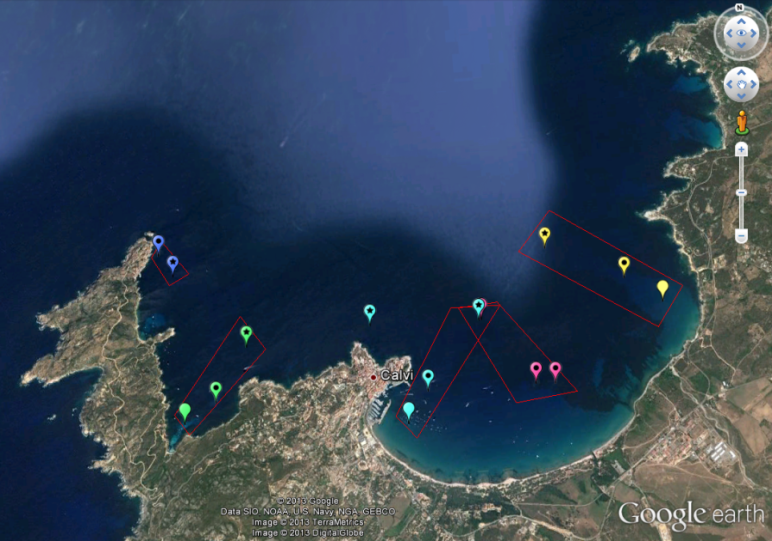 N
Calvi
© 2013 Google
Data SIO, NOAA, U.S. Navy, NGA, GEBCO
Image © 2013 TerraMetrics
Image © 2013 DigitalGlobe
Google earth